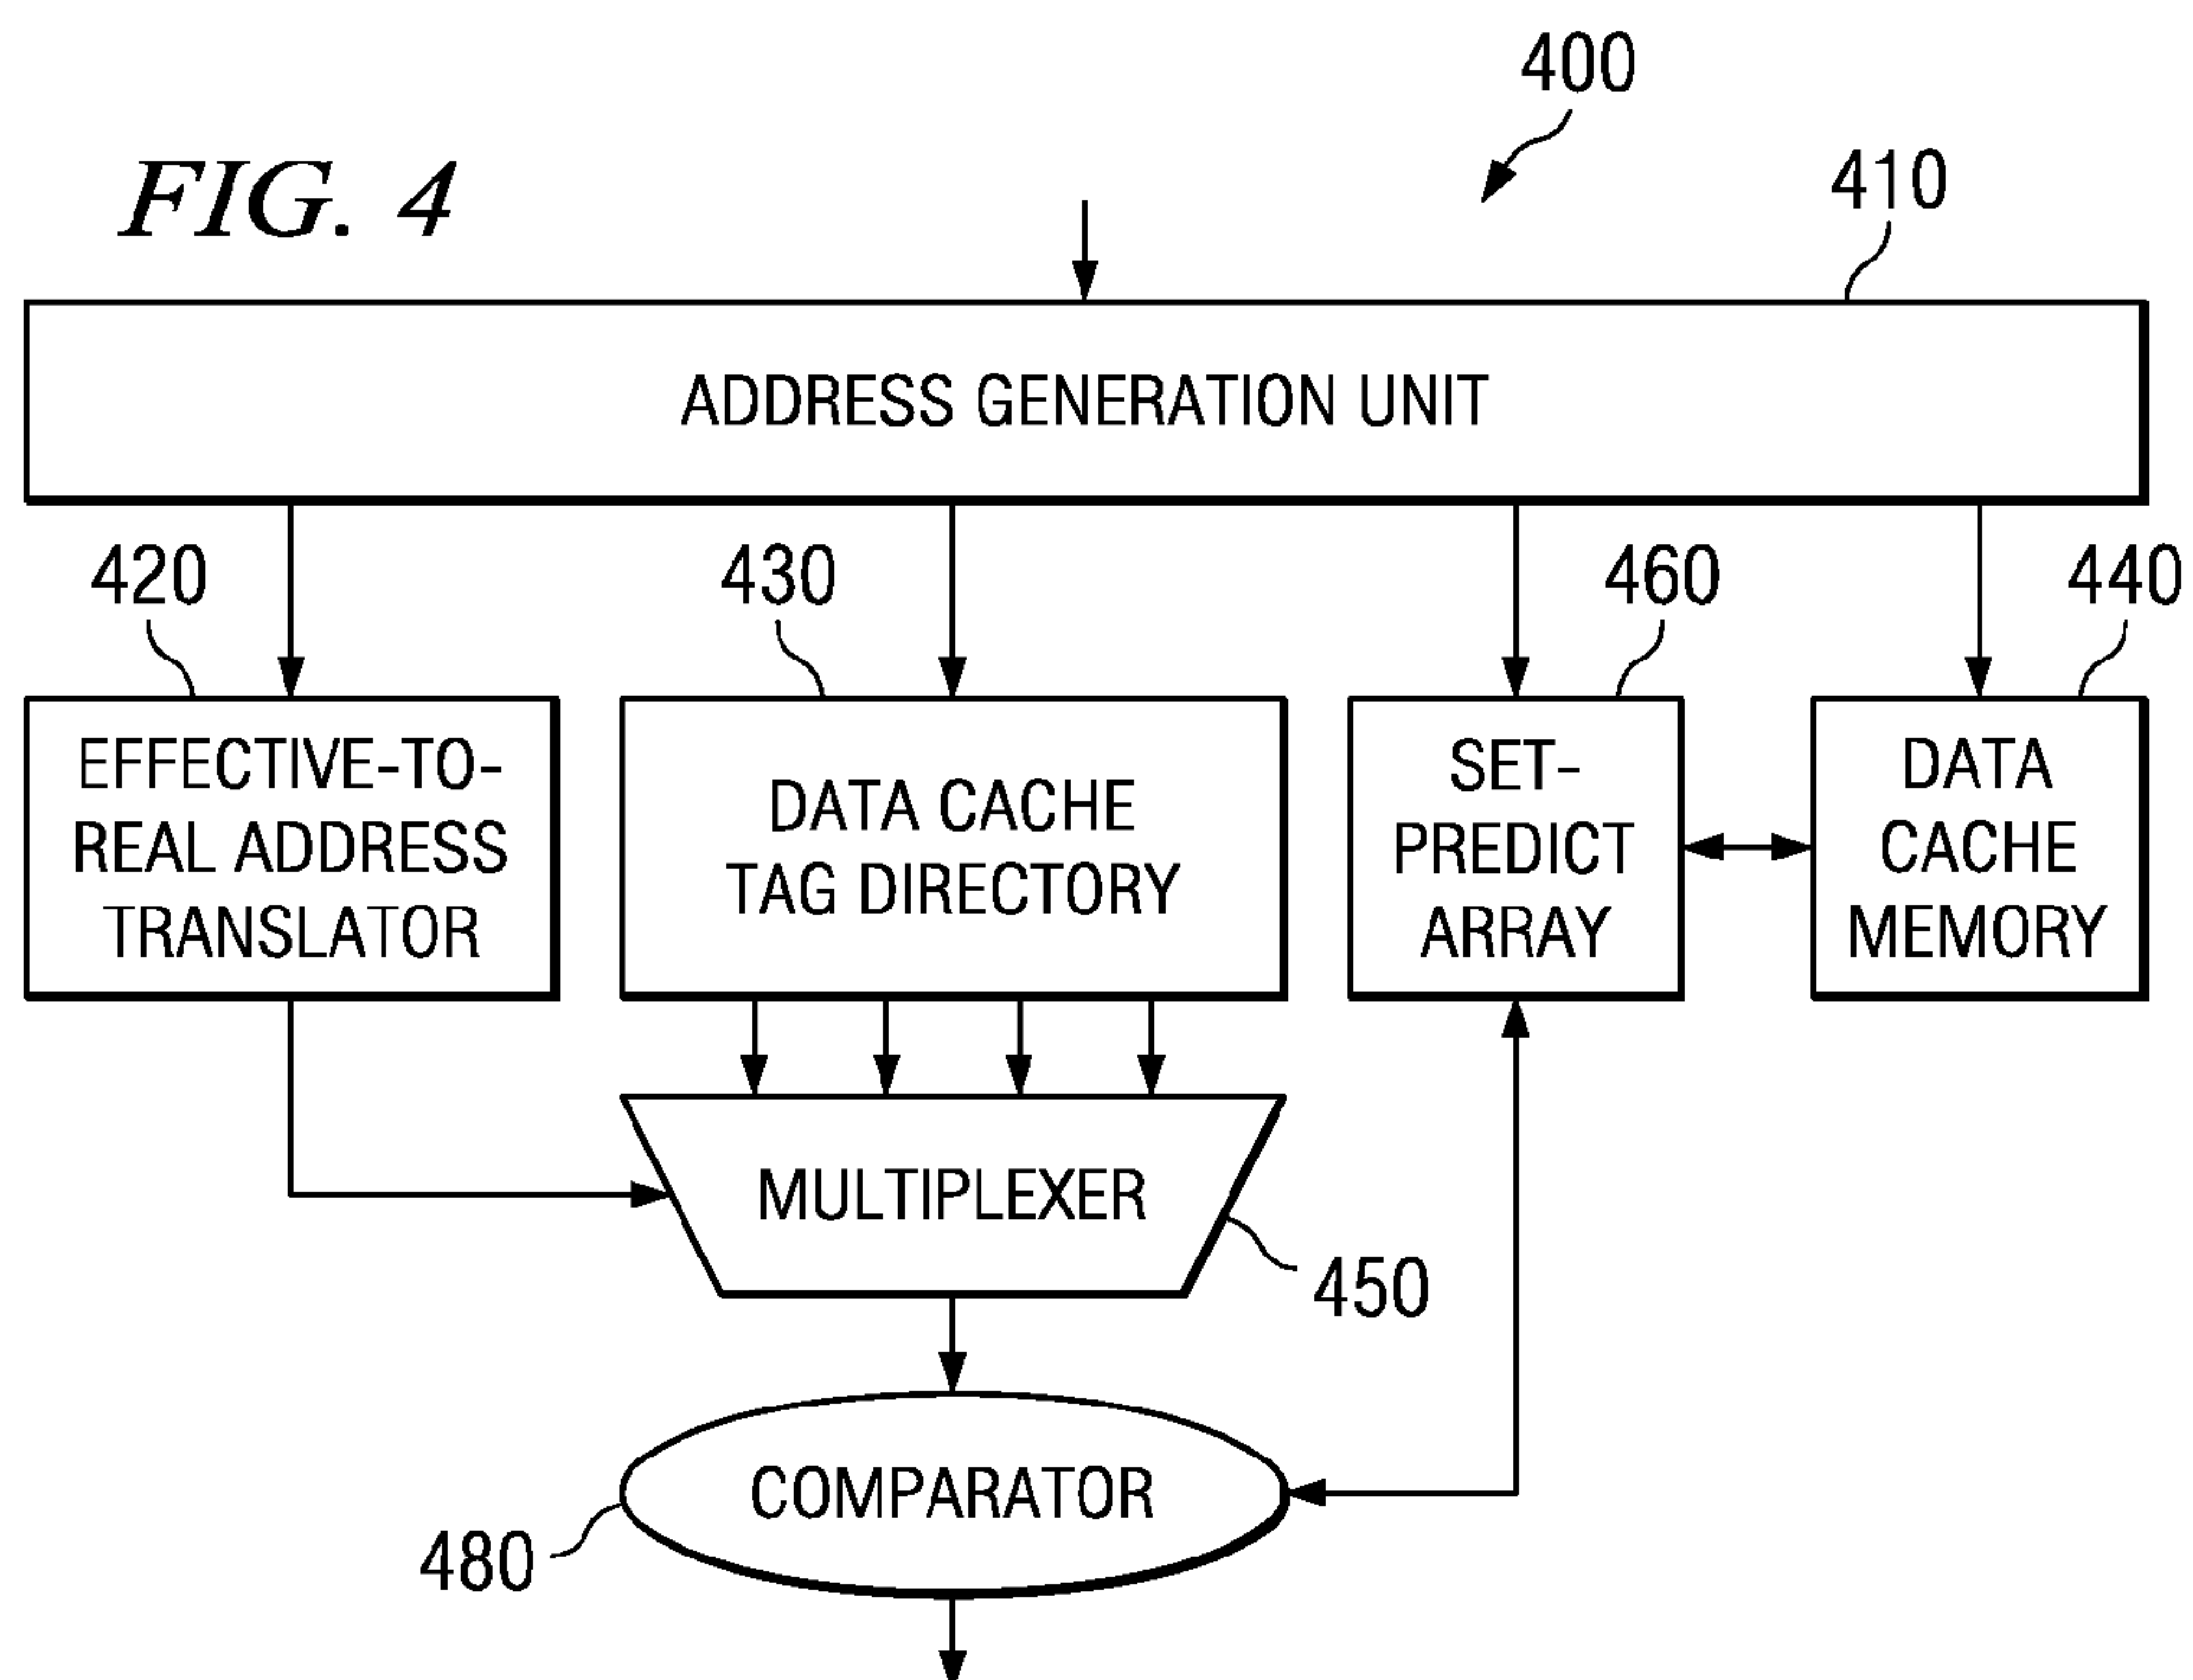 400
FIG. 4
410
ADDRESS GENERATION UNIT
420
430
460
440
EFFECTIVE-TO-
REAL ADDRESS
TRANSLATOR
DATA CACHE
TAG DIRECTORY
SET-
PREDICT
ARRAY
DATA
CACHE
MEMORY
MULTIPLEXER
450
COMPARATOR
480